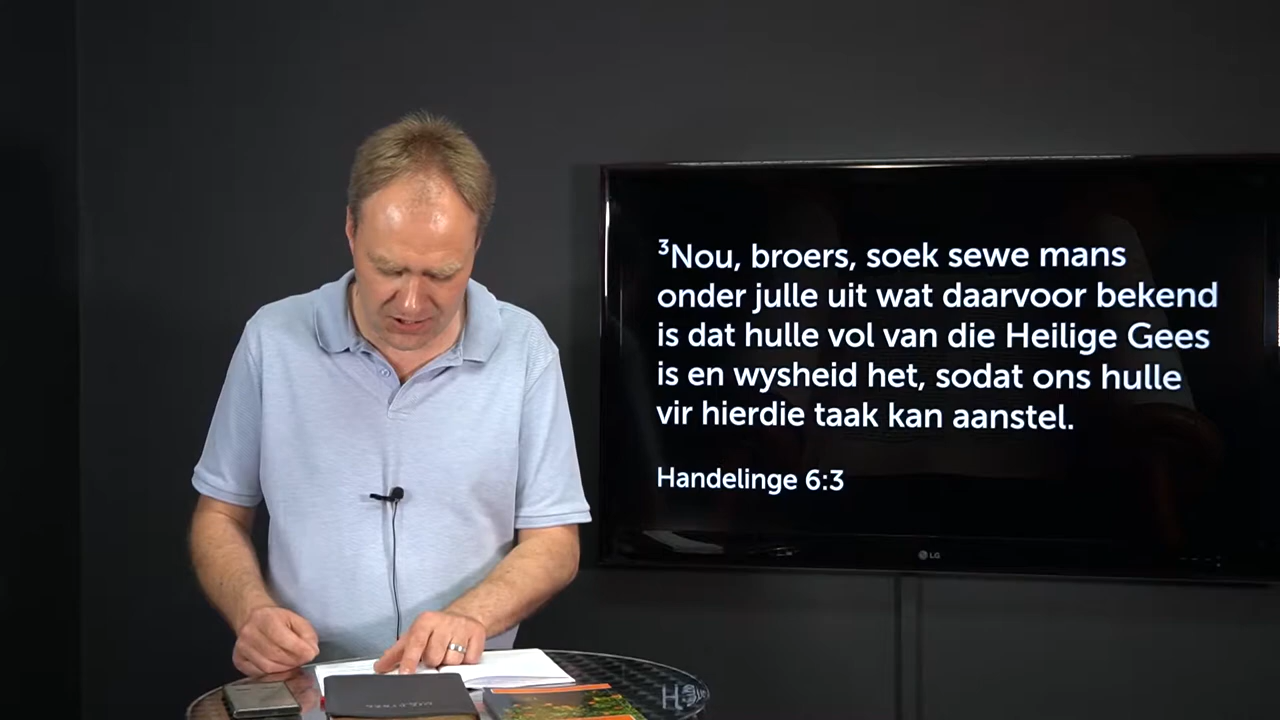 ³Nou, broers, soek sewe mans
onder julle uit wat daarvoor bekend
is dat hulle vol van die Heilige Gees
is en wysheid het, sodat ons hulle
vir hierdie taak kan aanstel.
Handelinge 6:3
LG